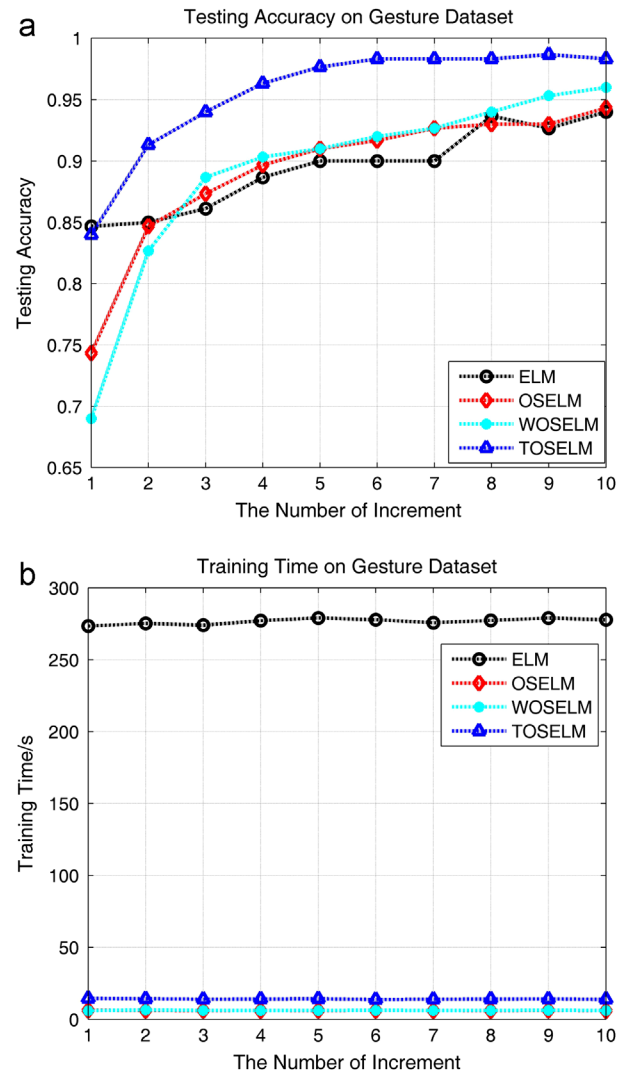 a
Testing Accuracy on Gesture Dataset
1
0.95
0.9
0.85
0.8
0.75
0.7
0.65
Testing Accuracy
ELM
OSELM
WOSELM
TOSELM
1 2 3 4 5 6 7 8 9 10
The Number of Increment
b
Training Time on Gesture Dataset
300
250
200
150
100
50
0
Training Time/s
ELM
OSELM
WOSELM
TOSELM
1 2 3 4 5 6 7 8 9 10
The Number of Increment